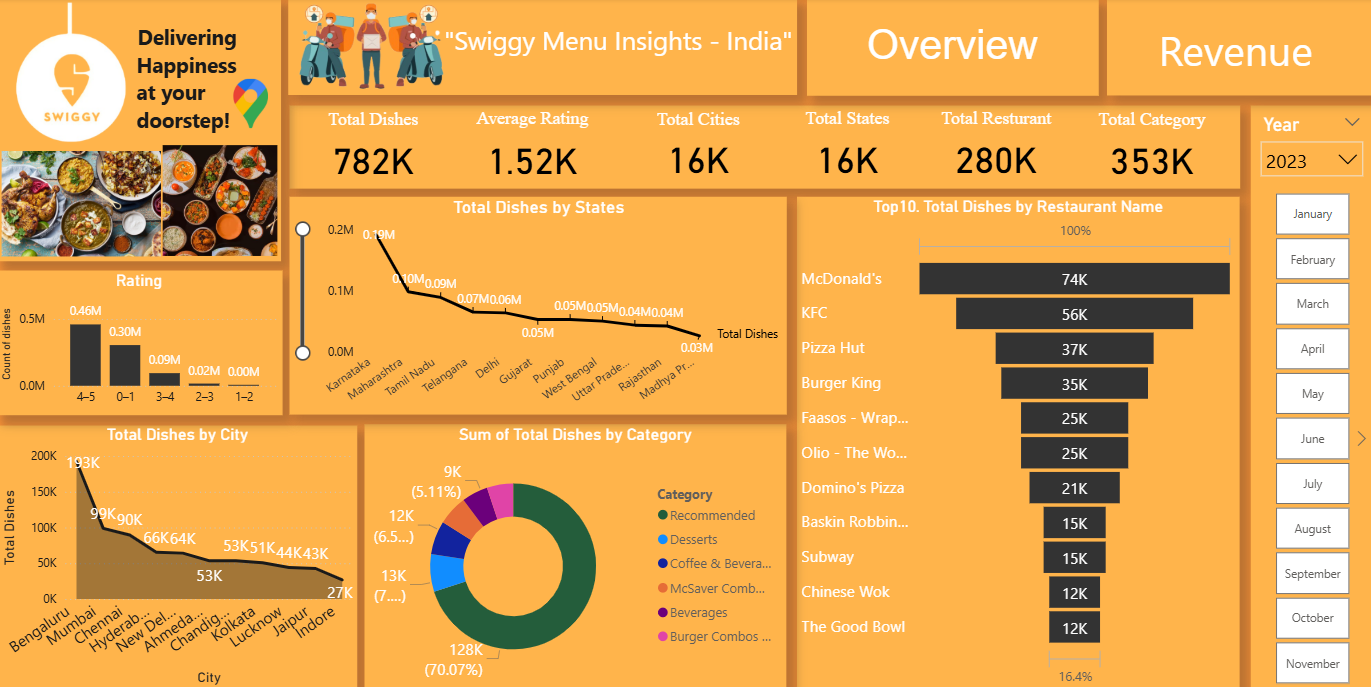 Delivering
Happiness
at your
doorstep!
SWIGGY
"Swiggy Menu Insights - India"
Overview
Revenue
Total Dishes
782K
Average Rating
1.52K
Total Cities
16K
Total States
16K
Total Resturant
280K
Total Category
353K
Year
2023
January
February
March
April
May
June
July
August
September
October
November
Rating
Count of dishes
0.5M
0.0M
0.46M
0.30M
0.09M
0.02M
0.00M
4–5
0–1
3–4
2–3
1–2
Total Dishes by States
0.2M
0.1M
0.0M
0.19M
0.10M
0.09M
0.07M
0.06M
0.05M
0.05M
0.05M
0.04M
0.04M
0.03M
Total Dishes
Karnataka
Maharashtra
Tamil Nadu
Telangana
Delhi
Gujarat
Punjab
West Bengal
Uttar Prade...
Rajasthan
Madhya Pr...
Top10. Total Dishes by Restaurant Name
100%
McDonald's
74K
KFC
56K
Pizza Hut
37K
Burger King
35K
Faasos - Wrap...
25K
Olio - The Wo...
25K
Domino's Pizza
21K
Baskin Robbin...
15K
Subway
15K
Chinese Wok
12K
The Good Bowl
12K
16.4%
Total Dishes by City
Total Dishes
200K
150K
100K
50K
0K
193K
99K
90K
66K
64K
53K
53K
51K
44K
43K
27K
Bengaluru
Mumbai
Chennai
Hyderab...
New Del...
Ahmeda...
Chandig...
Kolkata
Lucknow
Jaipur
Indore
City
Sum of Total Dishes by Category
9K
(5.11%)
12K
(6.5...)
13K
(7....)
128K
(70.07%)
Category
Recommended
Desserts
Coffee & Bevera...
McSaver Comb...
Beverages
Burger Combos ...